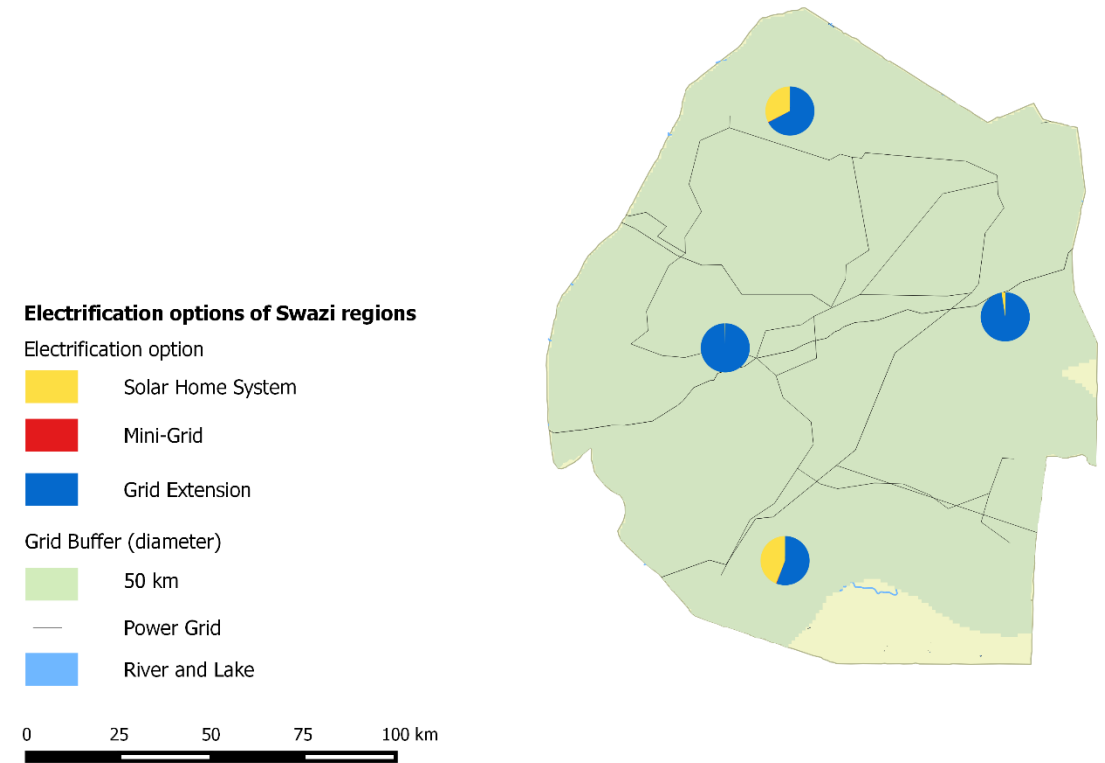 Electrification options of Swazi regions
Electrification option
Solar Home System
Mini-Grid
Grid Extension
Grid Buffer (diameter)
50 km
Power Grid
River and Lake
0 25 50 75 100 km